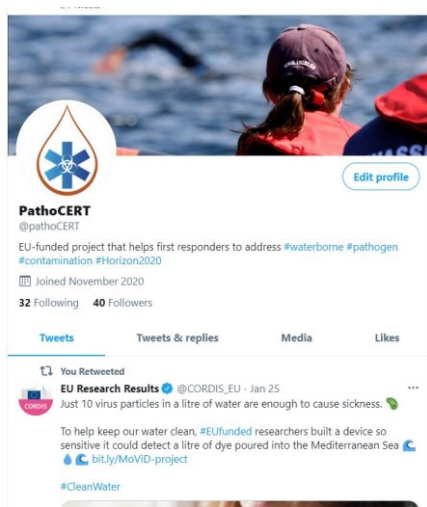 Edit profile
PathoCERT
@pathoCERT
EU-funded project that helps first responders to address #waterborne #pathogen
#contamination #Horizon2020
Joined November 2020
32 Following 40 Followers
Tweets Tweets & replies Media Likes
You Retweeted
EU Research Results @CORDIS_EU · Jan 25 ···
CORDIS
Just 10 virus particles in a litre of water are enough to cause sickness. 🦠
To help keep our water clean, #EUfunded researchers built a device so
sensitive it could detect a litre of dye poured into the Mediterranean Sea 🌊
💧 🌊 bit.ly/MoViD-project
#CleanWater